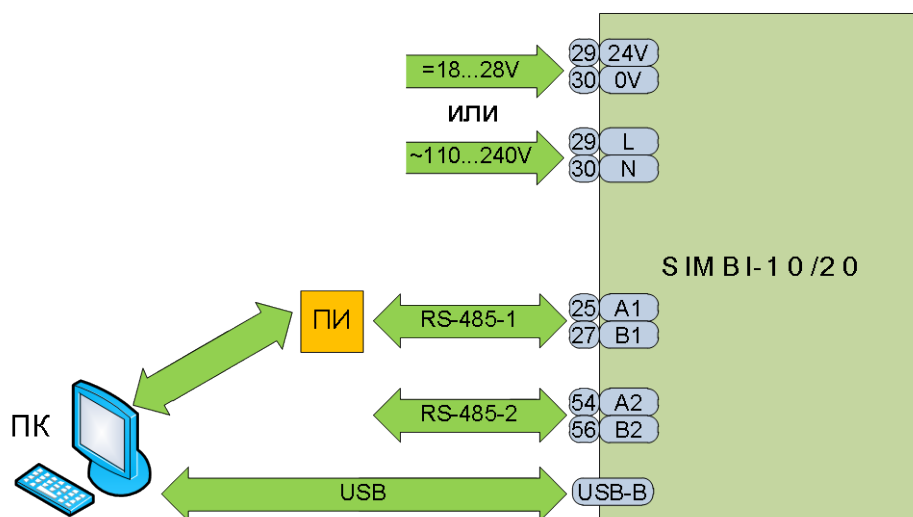 =18...28V
29 24V
30 0V
или
~110...240V
29 L
30 N
SIMBI-10/20
ПИ
RS-485-1
25 A1
27 B1
ПК
RS-485-2
54 A2
56 B2
USB
USB-B